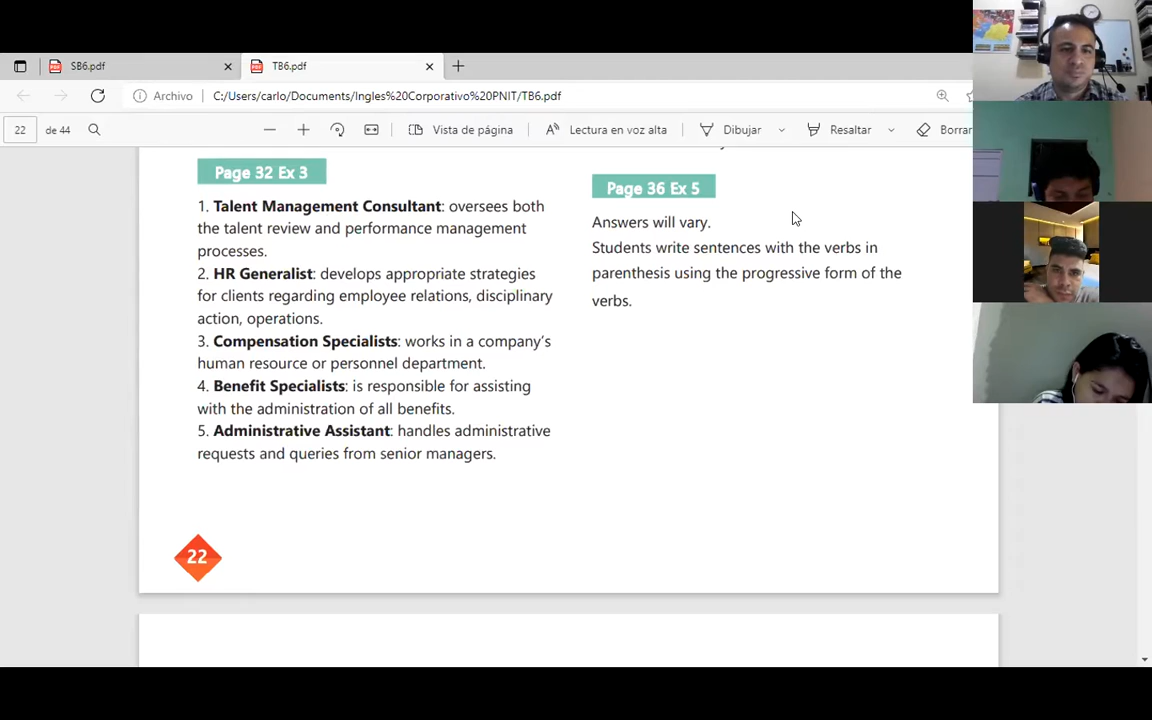 SB6.pdf
TB6.pdf
Archivo
C:/Users/carlo/Documents/Ingles%20Corporativo%20PNIT/TB6.pdf
22
de 44
Vista de página
Lectura en voz alta
Dibujar
Resaltar
Borrar
Page 32 Ex 3
1. Talent Management Consultant: oversees both
the talent review and performance management
processes.
2. HR Generalist: develops appropriate strategies
for clients regarding employee relations, disciplinary
action, operations.
3. Compensation Specialists: works in a company's
human resource or personnel department.
4. Benefit Specialists: is responsible for assisting
with the administration of all benefits.
5. Administrative Assistant: handles administrative
requests and queries from senior managers.
22
Page 36 Ex 5
Answers will vary.
Students write sentences with the verbs in
parenthesis using the progressive form of the
verbs.